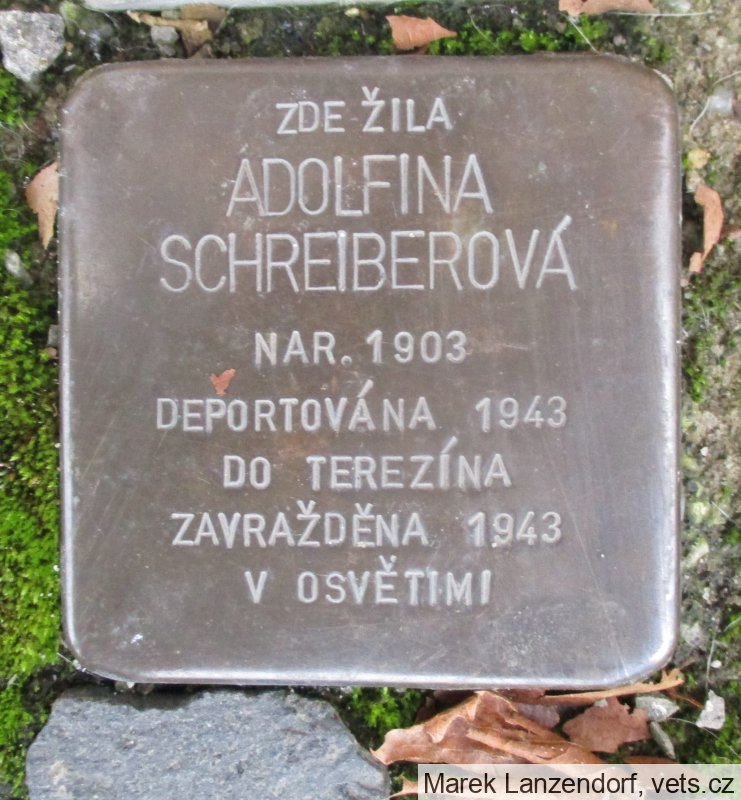 ZDE ŽILA
ADOLFINA
SCHREIBEROVÁ
NAR. 1903
DEPORTOVÁNA 1943
DO TEREZÍNA
ZAVRAŽDĚNA 1943
V OSVĚTIMI
Marek Lanzendorf, vets.cz